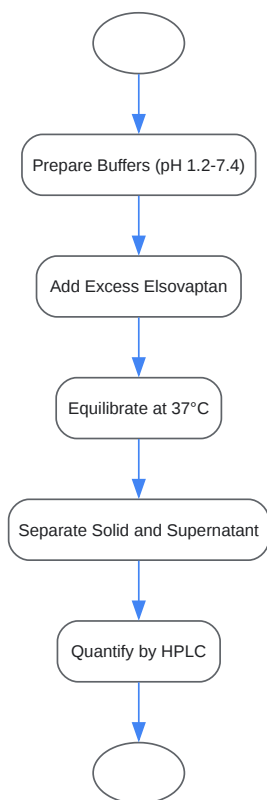 Prepare Buffers (pH 1.2-7.4)
Add Excess Elsovaptan
Equilibrate at 37°C
Separate Solid and Supernatant
Quantify by HPLC